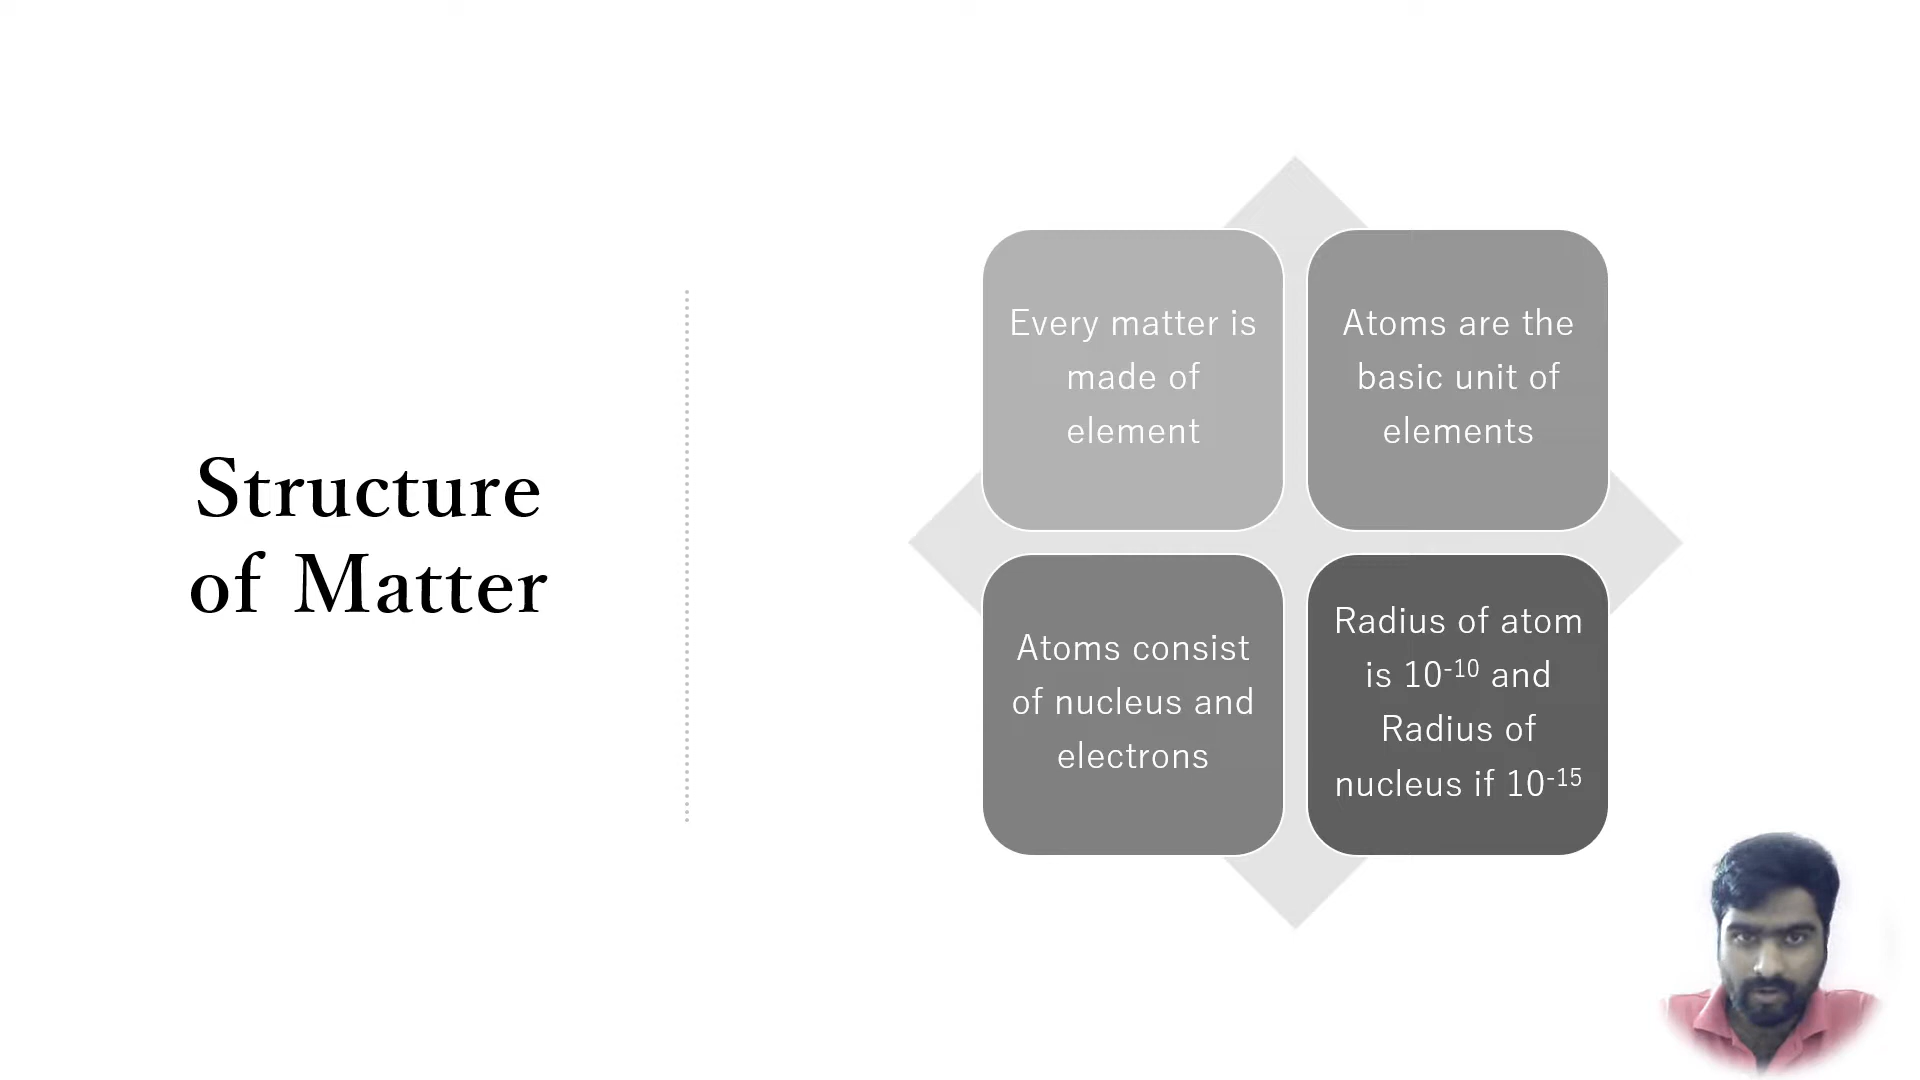 Structure
of Matter
Every matter is
made of
element
Atoms are the
basic unit of
elements
Atoms consist
of nucleus and
electrons
Radius of atom
is 10⁻¹⁰ and
Radius of
nucleus if 10⁻¹⁵